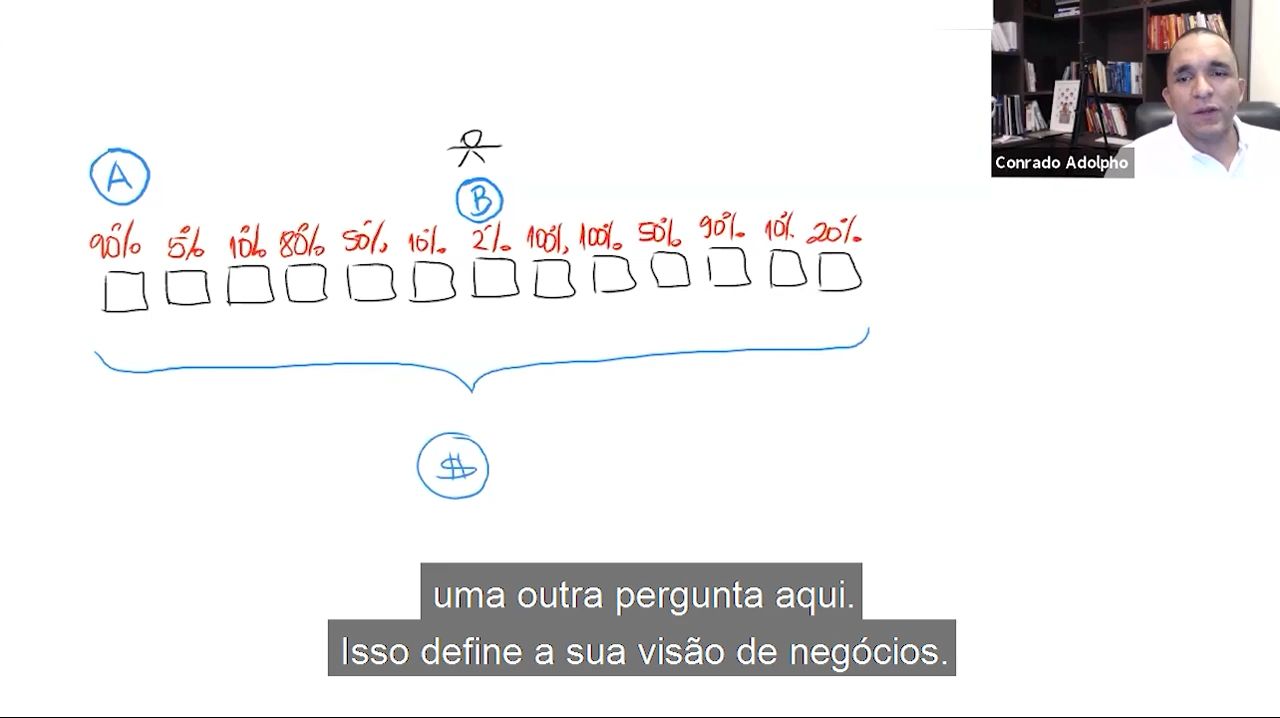 Conrado Adolpho
A
B
90% 5% 10% 80% 50% 10% 2% 100% 100% 50% 90% 10% 20%
$
uma outra pergunta aqui.
Isso define a sua visão de negócios.